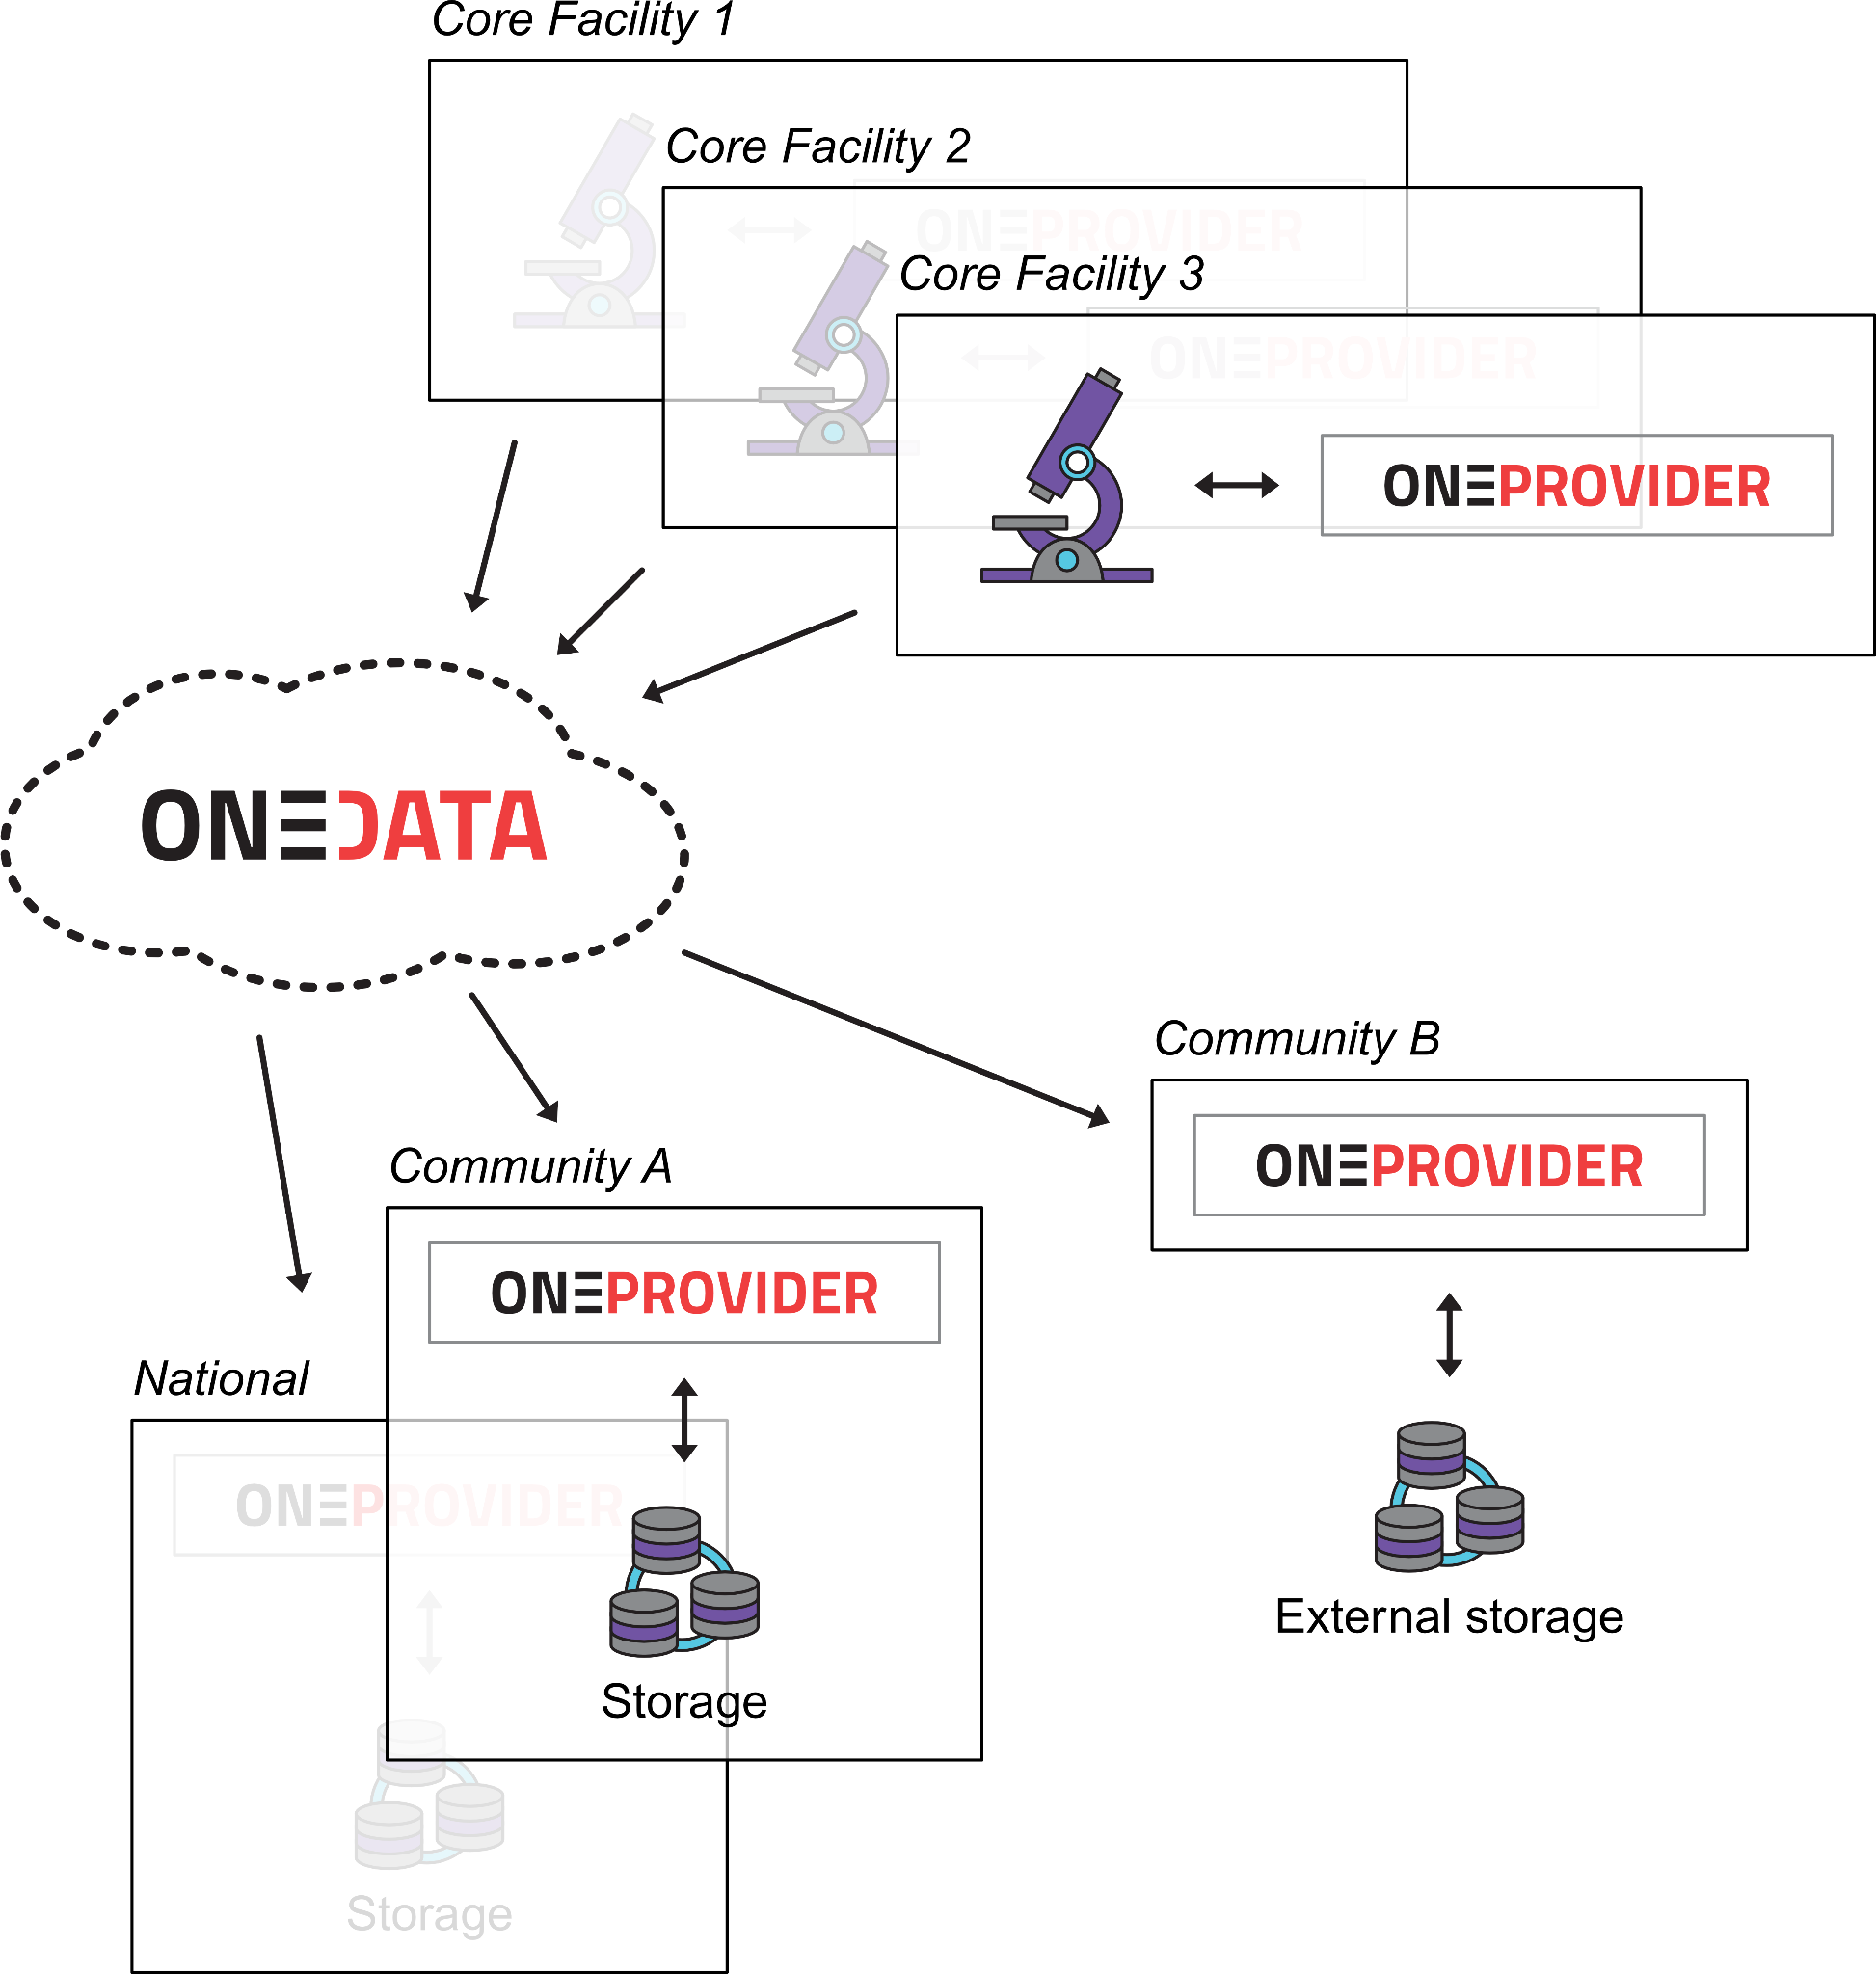 Core Facility 1
ONEPROVIDER
Core Facility 2
ONEPROVIDER
Core Facility 3
ONEPROVIDER
ONEDATA
Community B
ONEPROVIDER
External storage
Community A
ONEPROVIDER
Storage
National
ONEPROVIDER
Storage